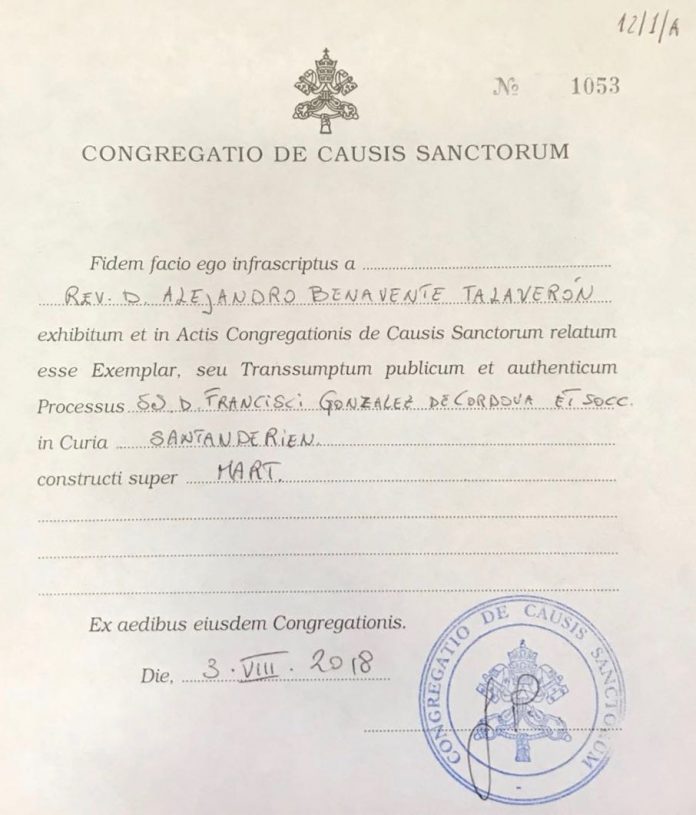 12/1/A
№ 1053
CONGREGATIO DE CAUSIS SANCTORUM
Fidem facio ego infrascriptus a
REV. D. ALEJANDRO BENAVENTE TALAVERÓN
exhibitum et in Actis Congregationis de Causis Sanctorum relatum
esse Exemplar, seu Transsumptum publicum et authenticum
Processus SS. D. FRANCISCI GONZALEZ DE CORDOVA ET SOCC.
in Curia SANTANDERIEN.
constructi super MART.
Ex aedibus eiusdem Congregationis.
Die, 3. VIII. 2018
CONGREGATIO DE CAUSIS SANCTORUM